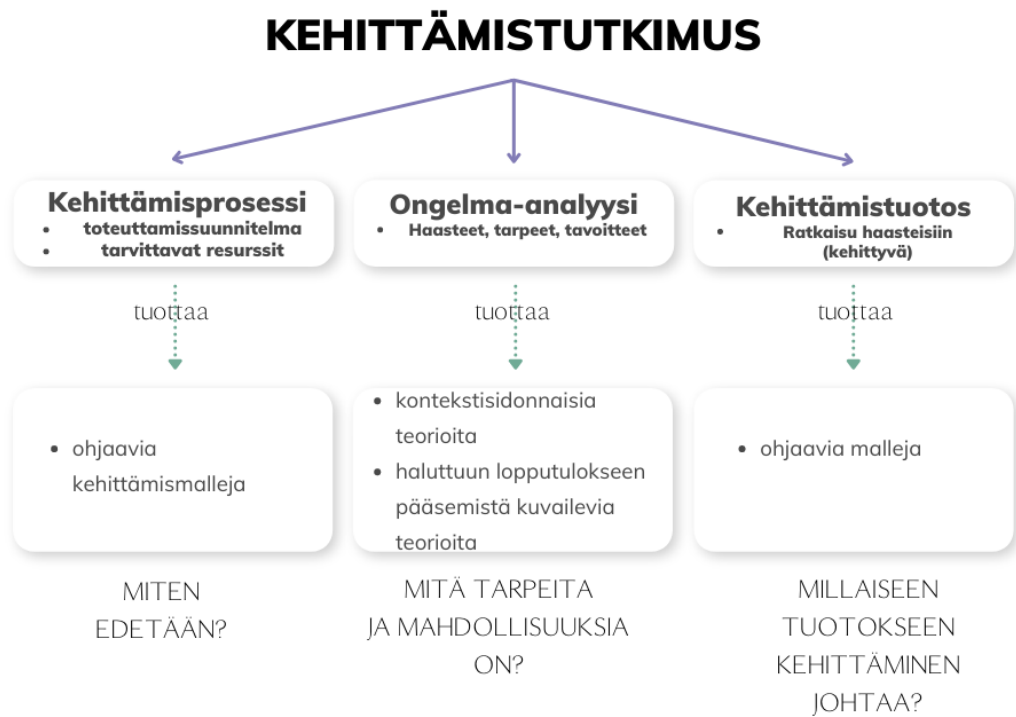 KEHITTÄMISTUTKIMUS
Kehittämisprosessi
• toteuttamissuunnitelma
• tarvittavat resurssit
Ongelma-analyysi
• Haasteet, tarpeet, tavoitteet
Kehittämistuotos
• Ratkaisu haasteisiin
(kehittyvä)
tuottaa
tuottaa
tuottaa
• ohjaavia
kehittämismalleja
• kontekstisidonnaisia
teorioita
• haluttuun lopputulokseen
pääsemistä kuvailevia
teorioita
• ohjaavia malleja
MITEN
EDETÄÄN?
MITÄ TARPEITA
JA MAHDOLLISUUKSIA
ON?
MILLAISEEN
TUOTOKSEEN
KEHITTÄMINEN
JOHTAA?